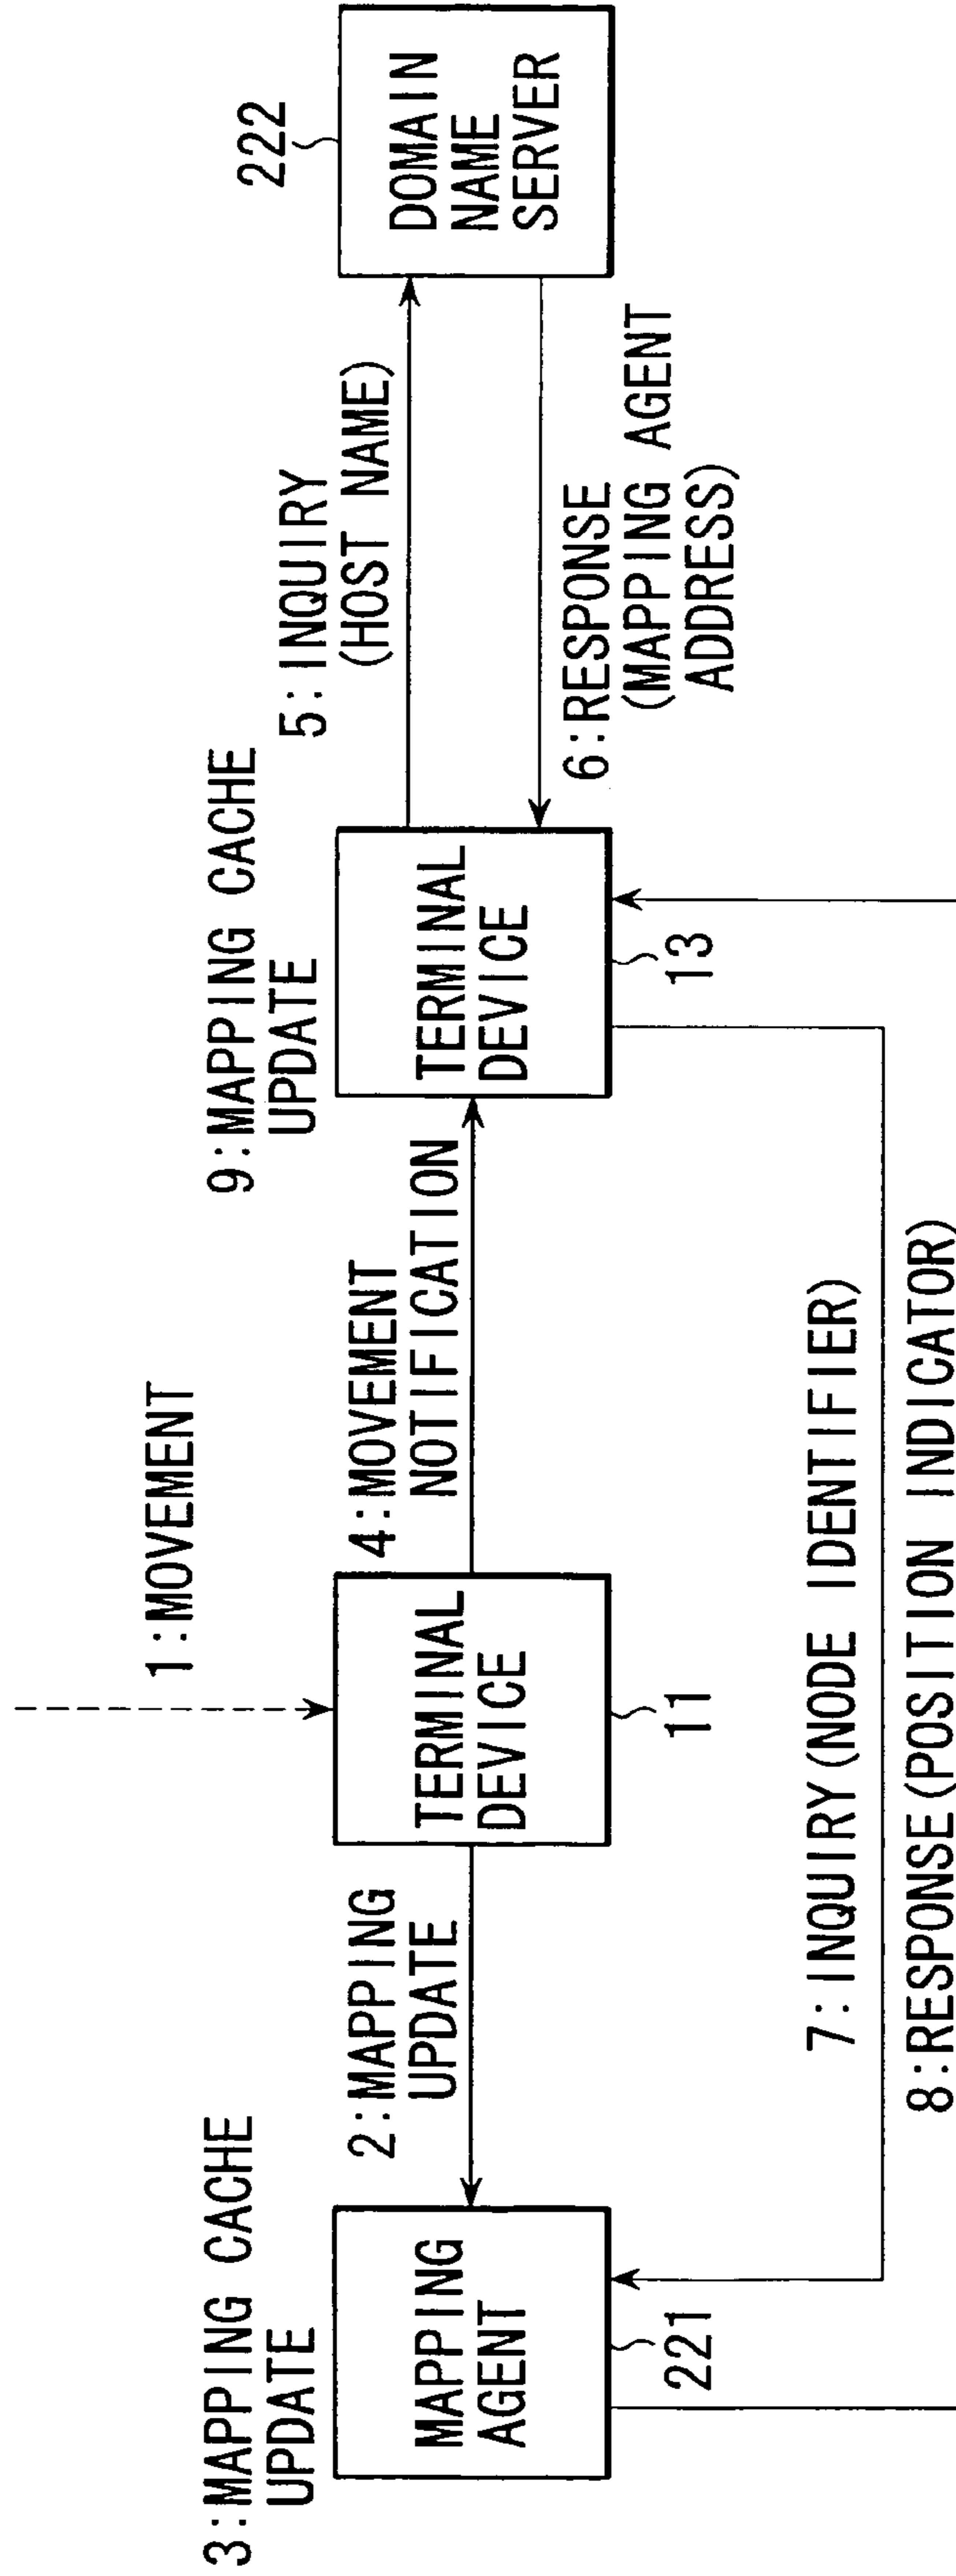 1:MOVEMENT
3:MAPPING CACHE
UPDATE
9:MAPPING CACHE
UPDATE
222
2:MAPPING
UPDATE
4:MOVEMENT
NOTIFICATION
5:INQUIRY
(HOST NAME)
MAPPING
AGENT
TERMINAL
DEVICE
TERMINAL
DEVICE
DOMAIN
NAME
SERVER
6:RESPONSE
(MAPPING AGENT
ADDRESS)
221
11
13
7:INQUIRY(NODE IDENTIFIER)
8:RESPONSE(POSITION INDICATOR)